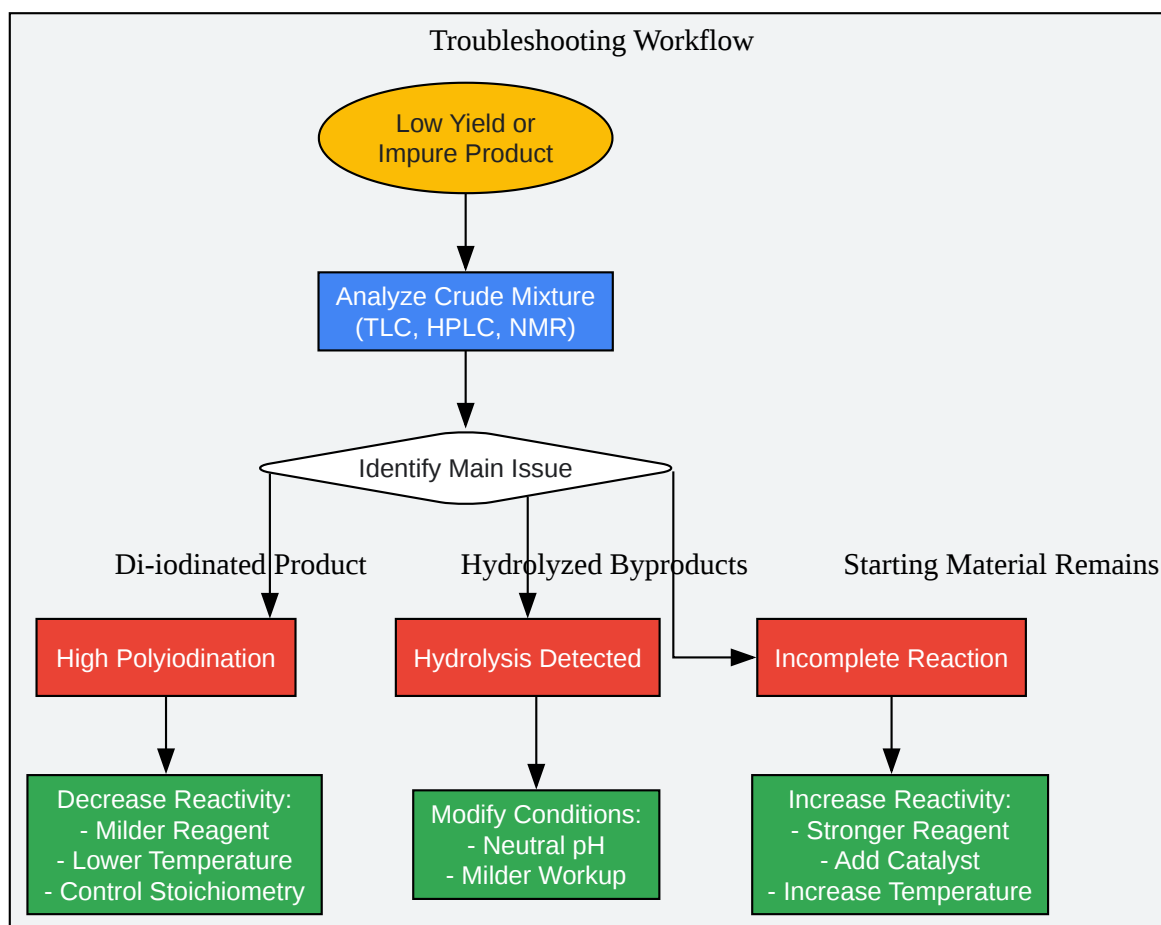 Troubleshooting Workflow
Low Yield or
Impure Product
Analyze Crude Mixture
(TLC, HPLC, NMR)
Identify Main Issue
Di-iodinated Product
Hydrolyzed Byproducts
Starting Material Remains
High Polyiodination
Hydrolysis Detected
Incomplete Reaction
Decrease Reactivity:
- Milder Reagent
- Lower Temperature
- Control Stoichiometry
Modify Conditions:
- Neutral pH
- Milder Workup
Increase Reactivity:
- Stronger Reagent
- Add Catalyst
- Increase Temperature